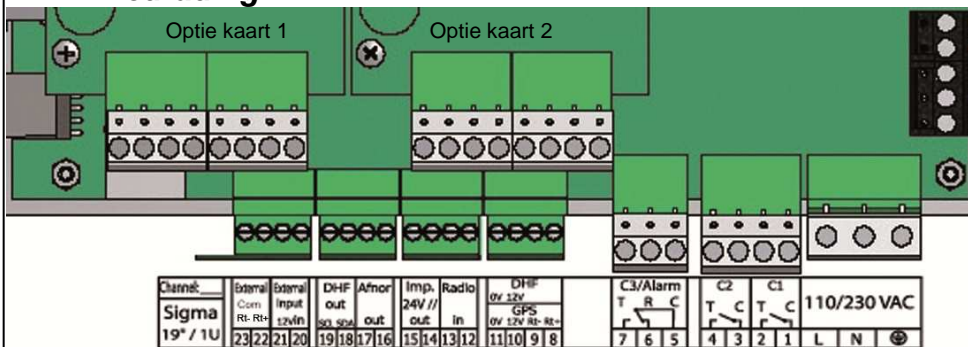 Optie kaart 1
Optie kaart 2
Channel:____
Sigma
19" / 1U
External
Com
Rt- Rt+
23 22
External
Input
12vin
21 20
DHF
out
SCL SDA
19 18
Afnor
out
17 16
Imp.
24V //
out
15 14
Radio
in
13 12
DHF
0V 12V
GPS
0V 12V Rt- Rt+
11 10 9 8
C3/Alarm
T R C
7 6 5
C2
T C
4 3
C1
T C
2 1
110/230 VAC
L N